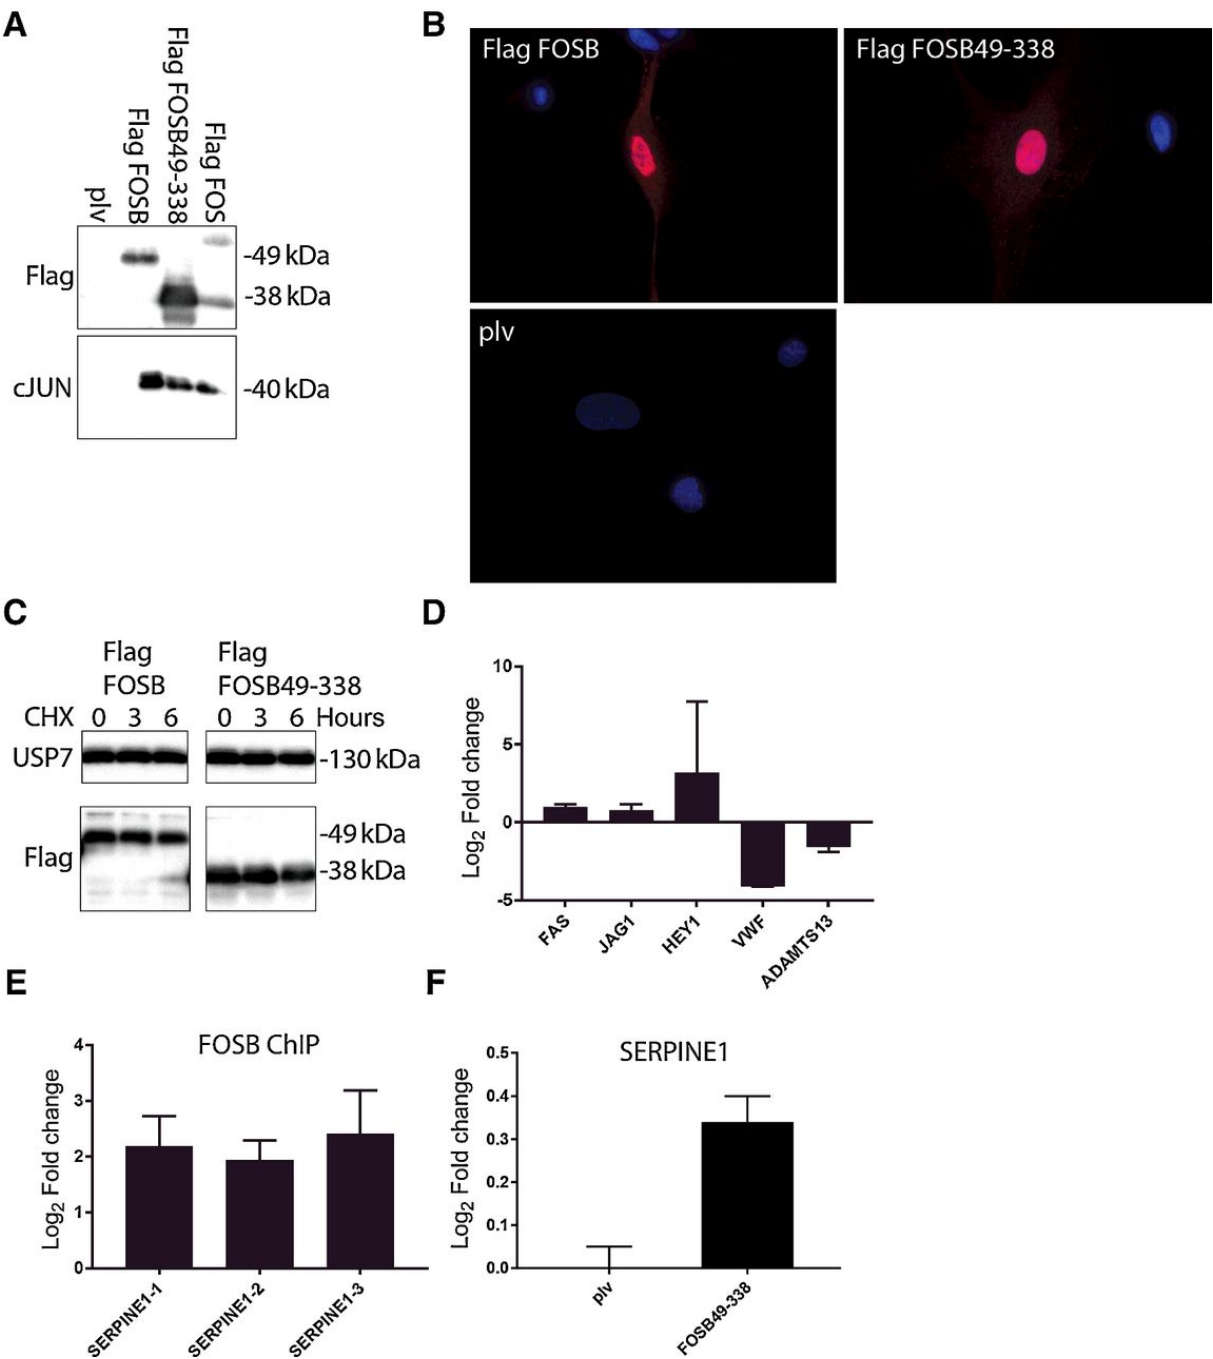 A
plv
Flag FOSB
Flag FOSB49-338
Flag FOS
Flag
-49 kDa
-38 kDa
cJUN
-40 kDa
B
Flag FOSB
Flag FOSB49-338
plv
C
Flag
FOSB
Flag
FOSB49-338
CHX 0 3 6 0 3 6 Hours
USP7
-130 kDa
Flag
-49 kDa
-38 kDa
D
Log2 Fold change
10
5
0
-5
FAS
JAG1
HEY1
VWF
ADAMTS13
E
FOSB ChIP
Log2 Fold change
4
3
2
1
0
SERPINE1-1
SERPINE1-2
SERPINE1-3
F
SERPINE1
Log2 Fold change
0.5
0.4
0.3
0.2
0.1
0.0
plv
FOSB49-338